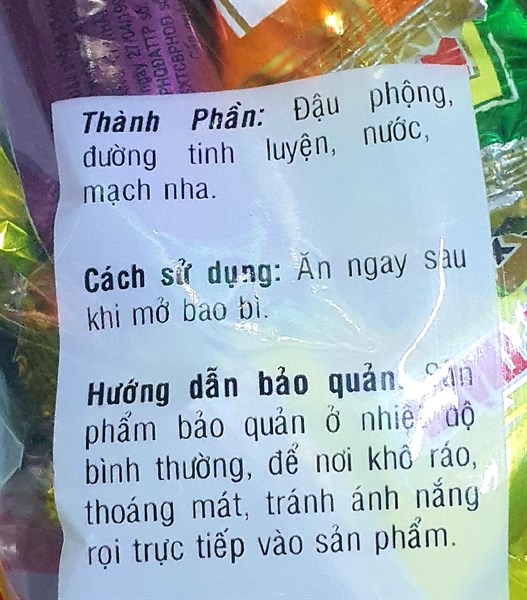 Thành Phần: Đậu phộng,
đường tinh luyện, nước,
mạch nha.
Cách sử dụng: Ăn ngay sau
khi mở bao bì.
Hướng dẫn bảo quản: Sản
phẩm bảo quản ở nhiệt độ
bình thường, để nơi khô ráo,
thoáng mát, tránh ánh nắng
rọi trực tiếp vào sản phẩm.